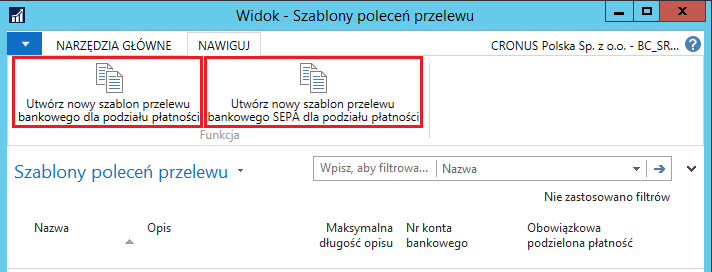 Widok - Szablony poleceń przelewu
NARZĘDZIA GŁÓWNE NAWIGUJ CRONUS Polska Sp. z o.o. - BC_SR... ?
Utwórz nowy szablon przelewu
bankowego dla podziału płatności
Utwórz nowy szablon przelewu
bankowego SEPA dla podziału płatności
Funkcja
Szablony poleceń przelewu
Wpisz, aby filtrowa... Nazwa
Nie zastosowano filtrów
Nazwa
Opis
Maksymalna
długość opisu
Nr konta
bankowego
Obowiązkowa
podzielona płatność